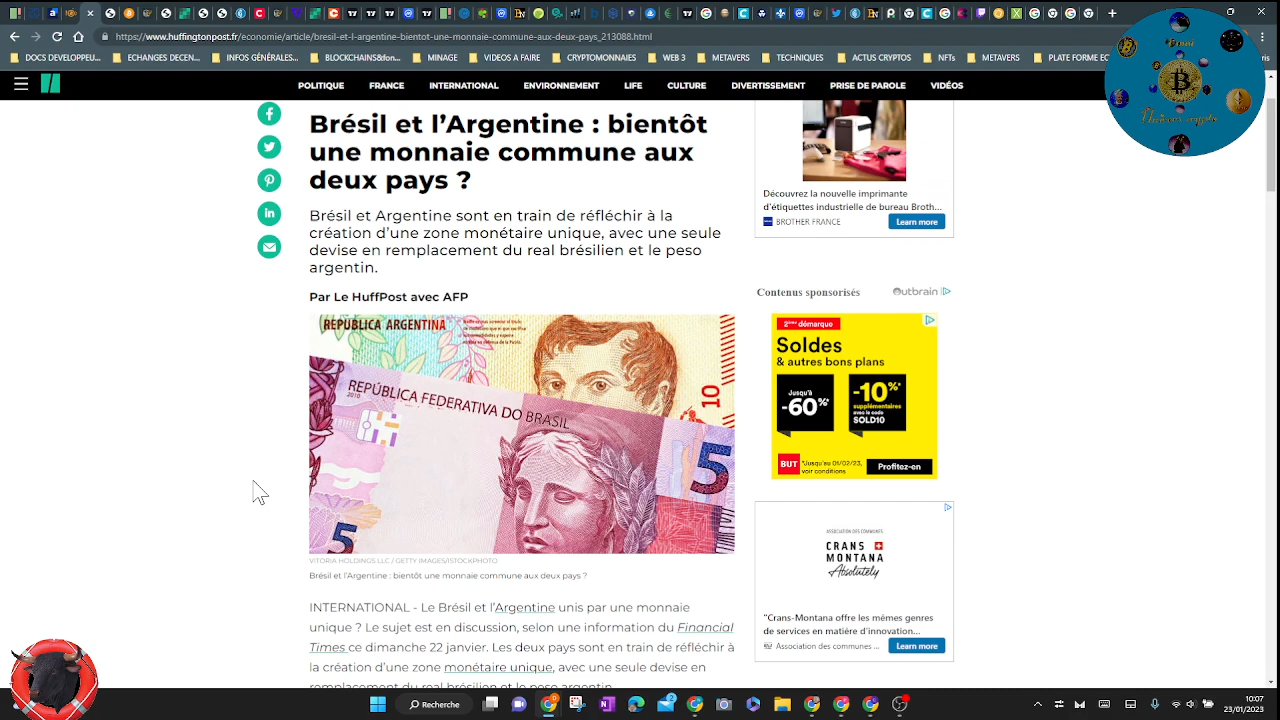 https://www.huffingtonpost.fr/economie/article/bresil-et-l-argentine-bientot-une-monnaie-commune-aux-deux-pays_213088.html
DOCS DEVELOPPEU... ECHANGES DECEN... INFOS GÉNÉRALES... BLOCKCHAINS&fon... MINAGE VIDEOS A FAIRE CRYPTOMONNAIES WEB 3 METAVERS TECHNIQUES ACTUS CRYPTOS NFTs METAVERS PLATE FORME EC
POLITIQUE FRANCE INTERNATIONAL ENVIRONNEMENT LIFE CULTURE DIVERTISSEMENT PRISE DE PAROLE VIDÉOS
Brésil et l'Argentine : bientôt
une monnaie commune aux
deux pays ?
Brésil et Argentine sont en train de réfléchir à la
création d'une zone monétaire unique, avec une seule
devise en remplacement du real brésilien et le peso
argentin.
Par Le HuffPost avec AFP
REPÚBLICA ARGENTINA
10
REPÚBLICA FEDERATIVA DO BRASIL
2010
5
5
VITORIA HOLDINGS LLC / GETTY IMAGES/ISTOCKPHOTO
Brésil et l'Argentine : bientôt une monnaie commune aux deux pays ?
INTERNATIONAL - Le Brésil et l'Argentine unis par une monnaie
unique ? Le sujet est en discussion, selon une information du Financial
Times ce dimanche 22 janvier. Les deux pays sont en train de réfléchir à
la création d'une zone monétaire unique, avec une seule devise en
remplacement du real brésilien et le peso argentin.
Découvrez la nouvelle imprimante
d'étiquettes industrielle de bureau Broth...
BROTHER FRANCE
Learn more
Contenus sponsorisés
Outbrain
2ème démarque
Soldes
& autres bons plans
Jusqu'à
-60%*
-10%*
supplémentaires
avec le code
SOLD10
BUT
*Jusqu'au 01/02/23,
voir conditions
Profitez-en
ASSOCIATION DES COMMUNES
CRANS
MONTANA
Absolutely
"Crans-Montana offre les mêmes genres
de services en matière d'innovation...
Association des communes ...
Learn more
Recherche
10:07
23/01/2023